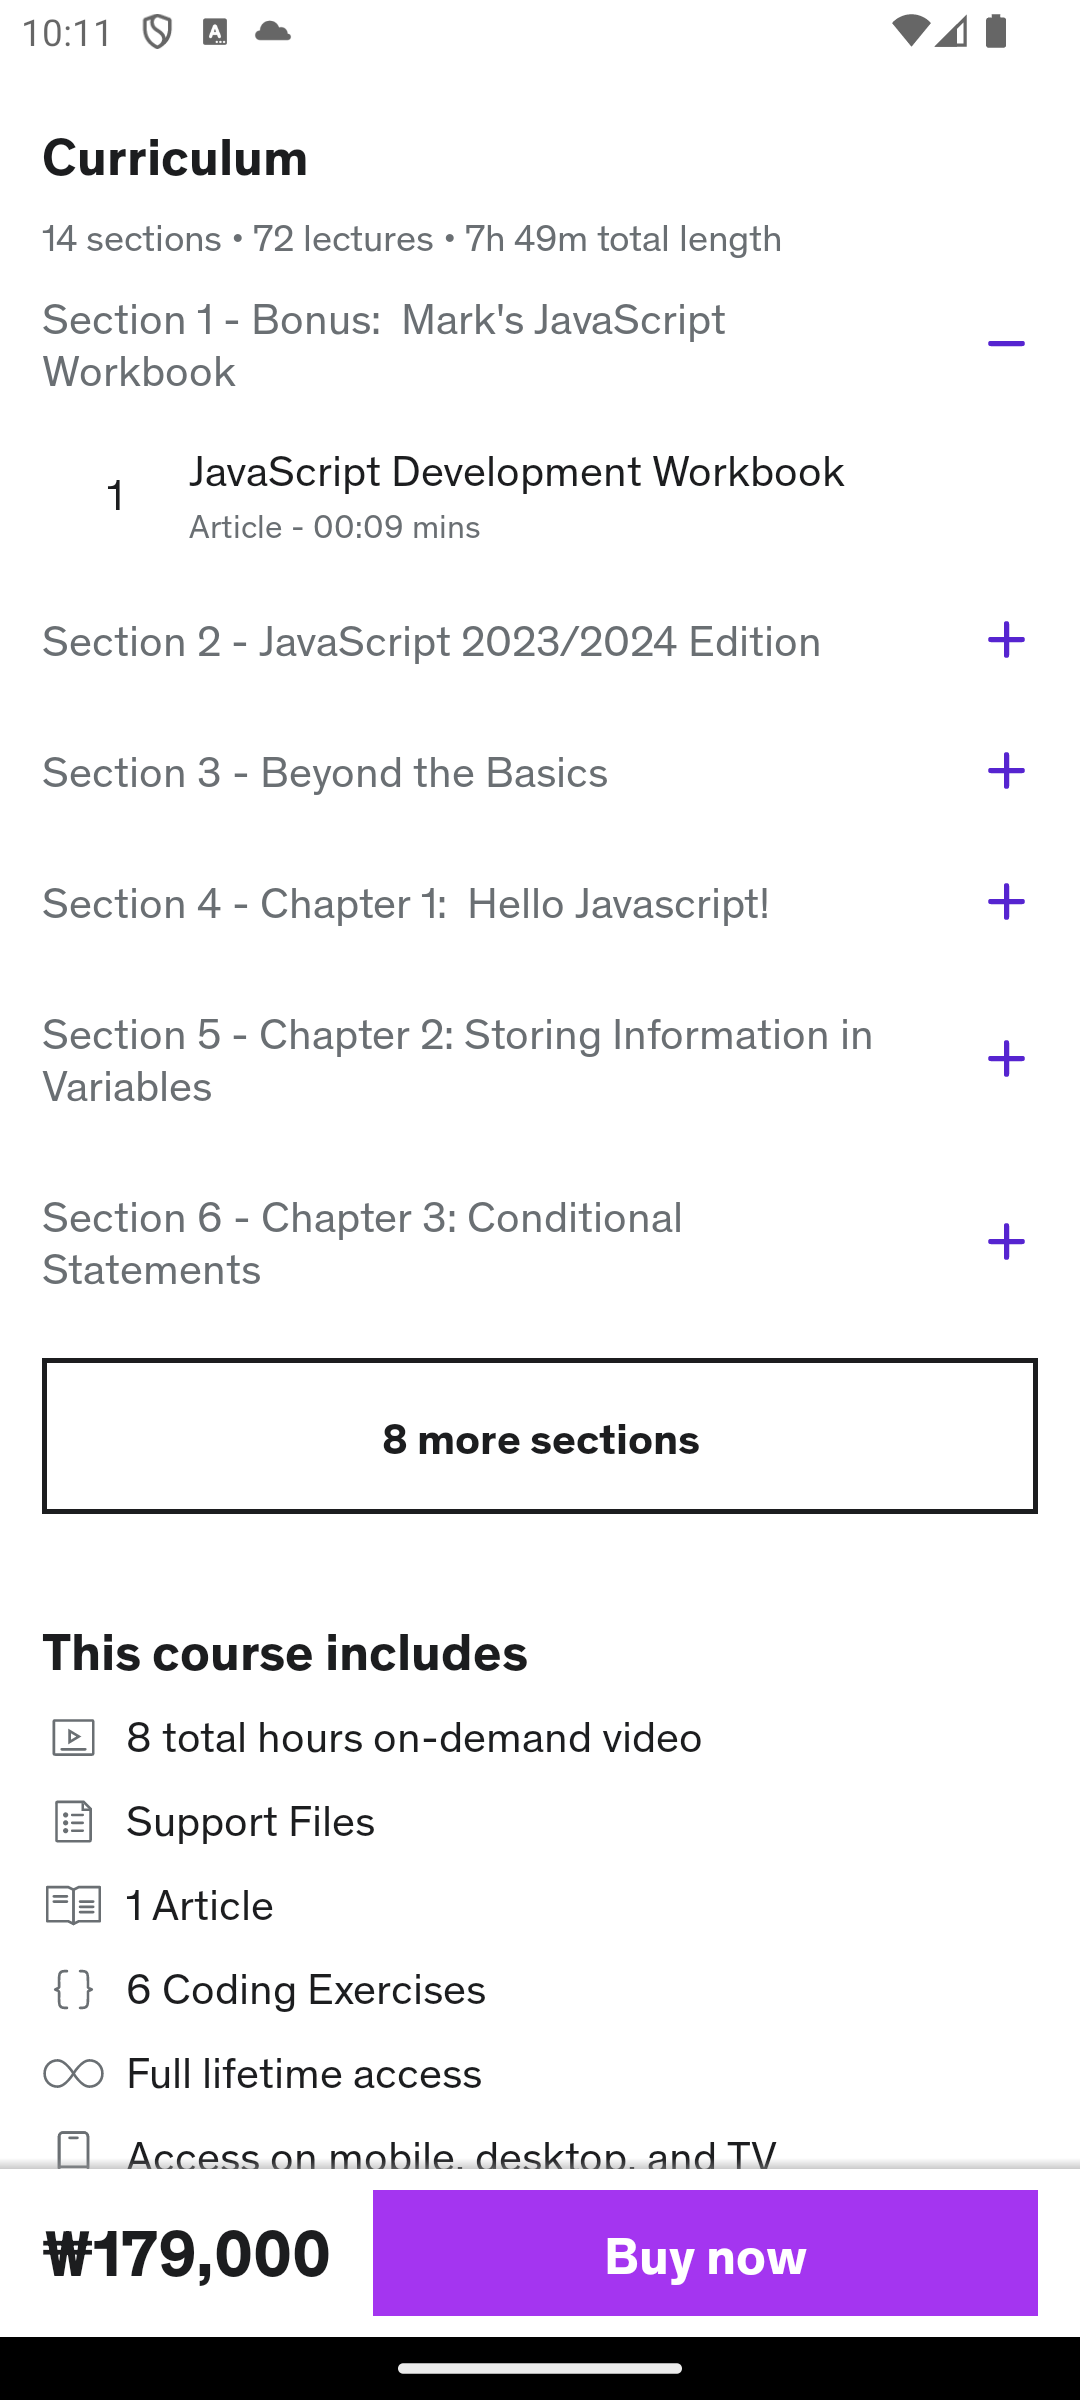 10:11
Curriculum
14 sections • 72 lectures • 7h 49m total length
Section 1 - Bonus:  Mark's JavaScript
Workbook
1
JavaScript Development Workbook
Article - 00:09 mins
Section 2 - JavaScript 2023/2024 Edition
Section 3 - Beyond the Basics
Section 4 - Chapter 1:  Hello Javascript!
Section 5 - Chapter 2: Storing Information in
Variables
Section 6 - Chapter 3: Conditional
Statements
8 more sections
This course includes
8 total hours on-demand video
Support Files
1 Article
6 Coding Exercises
Full lifetime access
Access on mobile, desktop, and TV
₩179,000
Buy now